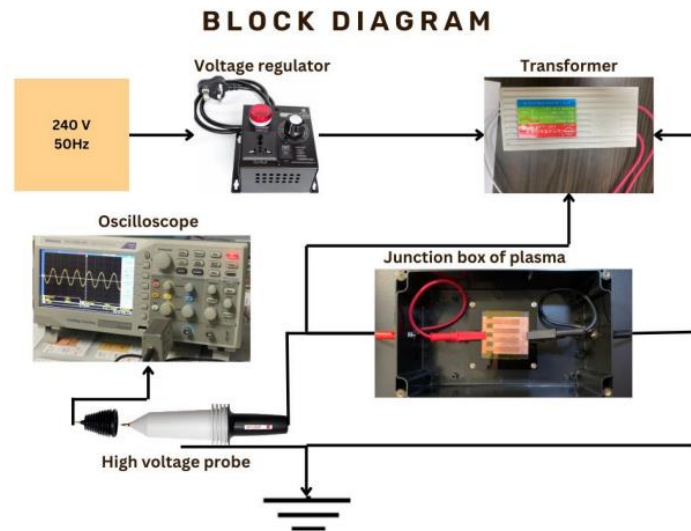 BLOCK DIAGRAM
Voltage regulator
Transformer
240 V
50Hz
Oscilloscope
Junction box of plasma
High voltage probe